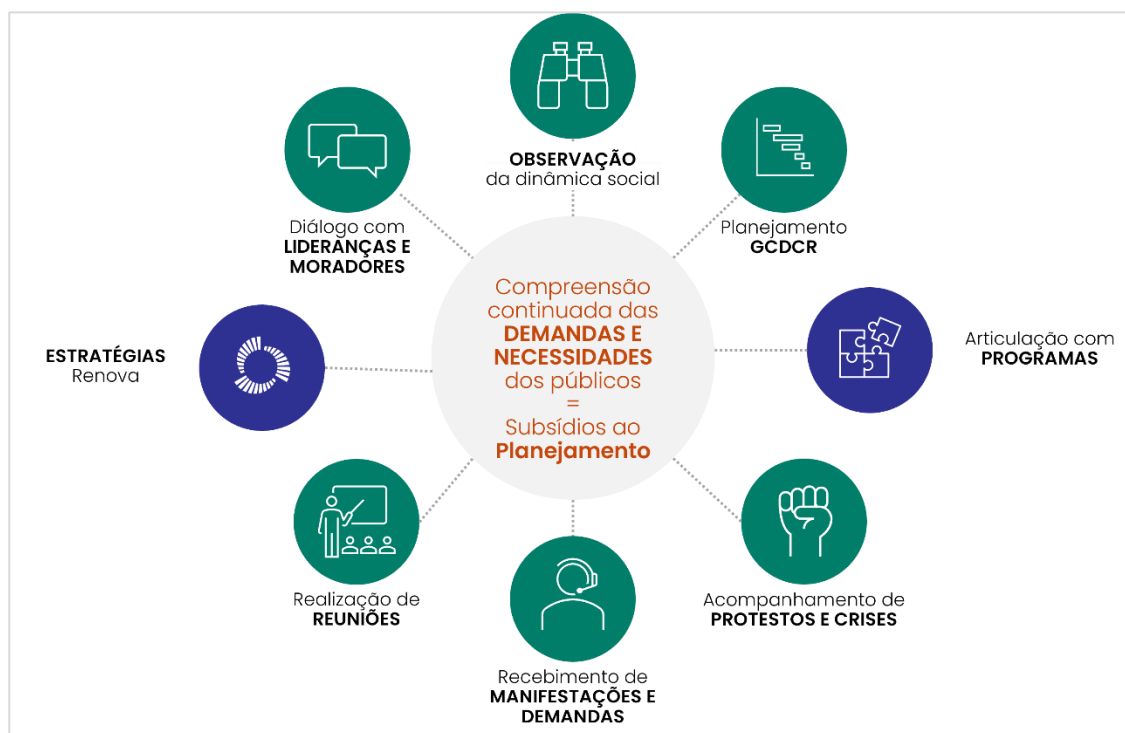 OBSERVAÇÃO
da dinâmica social
Planejamento
GCDCR
Articulação com
PROGRAMAS
Acompanhamento de
PROTESTOS E CRISES
Recebimento de
MANIFESTAÇÕES E
DEMANDAS
Realização de
REUNIÕES
ESTRATÉGIAS
Renova
Diálogo com
LIDERANÇAS E
MORADORES
Compreensão
continuada das
DEMANDAS E
NECESSIDADES
dos públicos
=
Subsídios ao
Planejamento